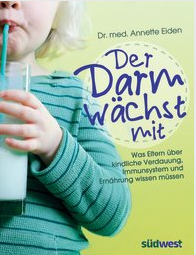 Dr. med. Annette Eiden
Der
Darm
wächst
mit
Was Eltern über
kindliche Verdauung,
Immunsystem und
Ernährung wissen müssen
südwest